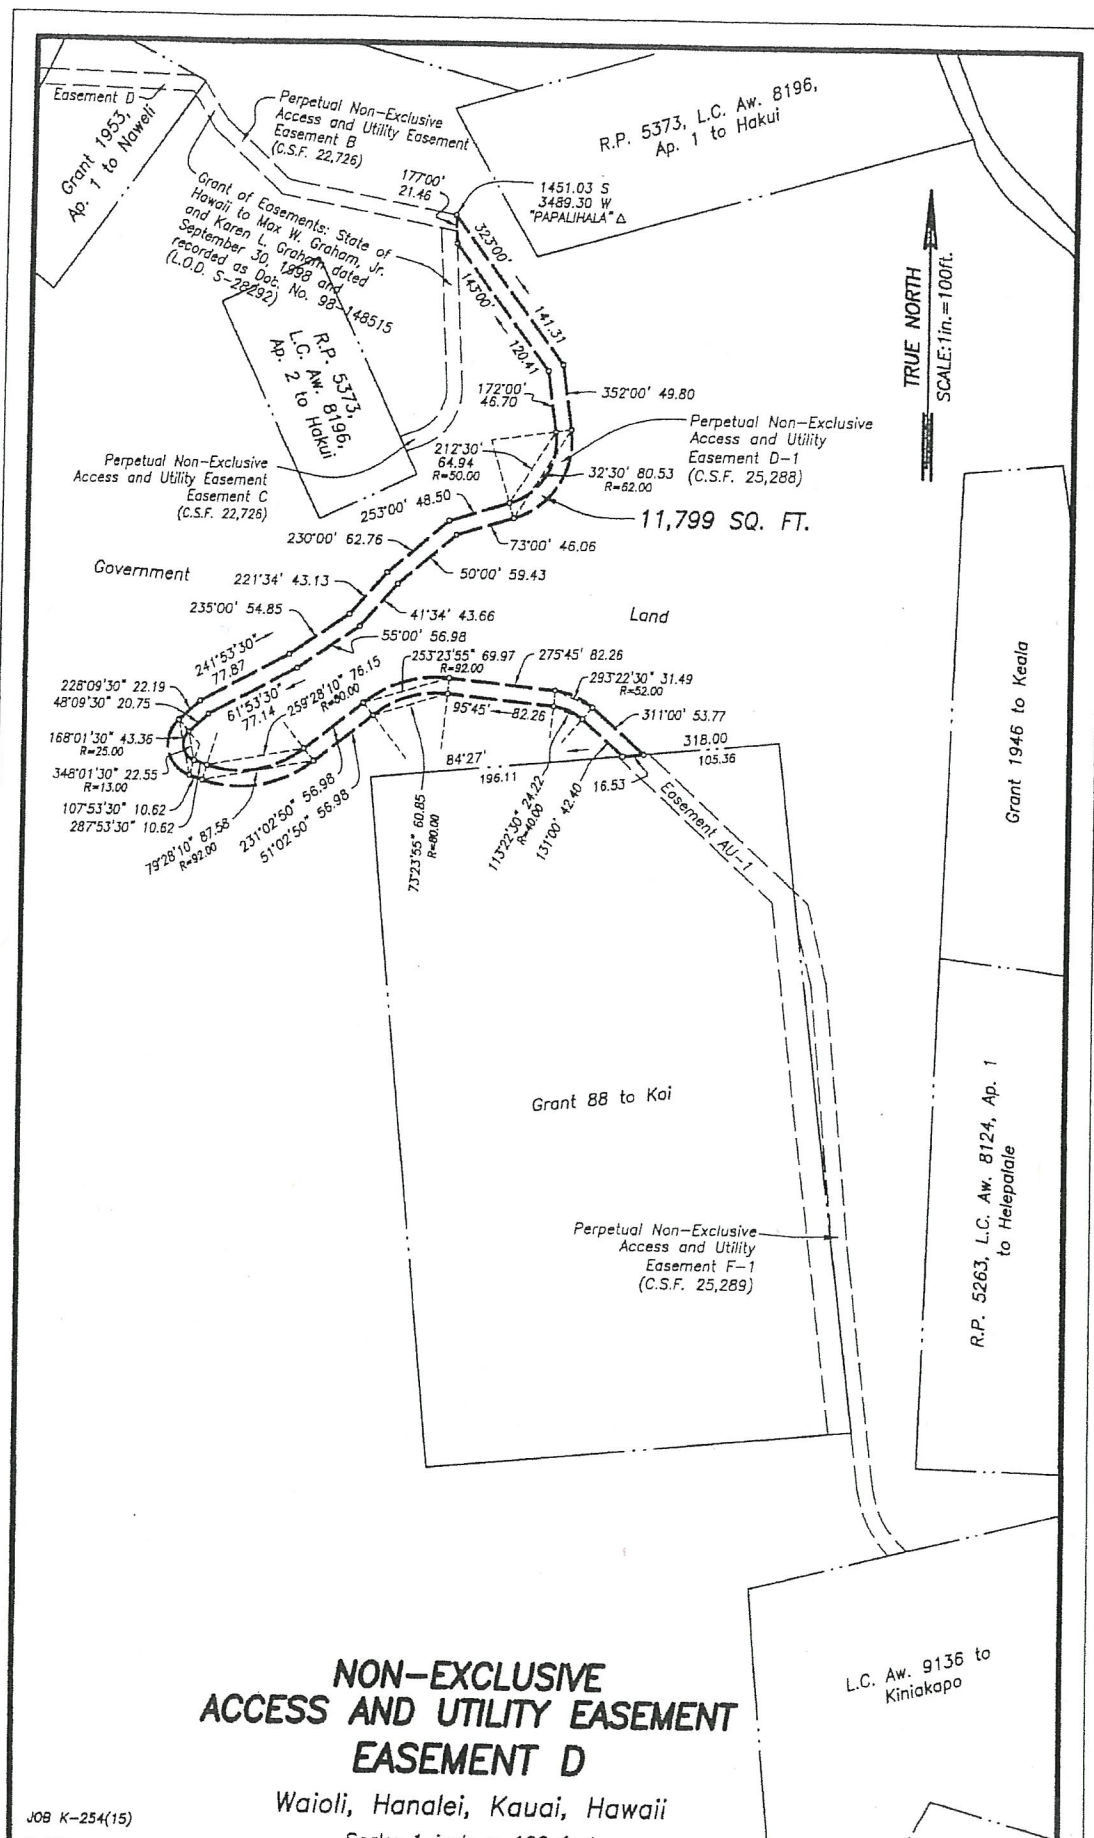 Easement D
Grant 1953,
Ap. 1 to Naweli
Perpetual Non-Exclusive
Access and Utility Easement
Easement B
(C.S.F. 22,726)
R.P. 5373, L.C. Aw. 8196,
Ap. 1 to Hakui
177°00'
21.46
1451.03 S
3489.30 W
"PAPALIHALA" Δ
Grant of Easements: State of
Hawaii to Max W. Graham, Jr.
and Karen L. Graham dated
September 30, 1998 and
recorded as Doc. No. 98-148515
(L.O.D. S-28292)
323°00'
141.31
143°00'
120.41
TRUE NORTH
SCALE:1in.=100ft.
R.P. 5373,
L.C. Aw. 8196,
Ap. 2 to Hakui
172°00'
46.70
352°00' 49.80
Perpetual Non-Exclusive
Access and Utility
Easement D-1
(C.S.F. 25,288)
212°30'
64.94
R=50.00
32°30' 80.53
R=62.00
Perpetual Non-Exclusive
Access and Utility Easement
Easement C
(C.S.F. 22,726)
253°00' 48.50
11,799 SQ. FT.
230°00' 62.76
73°00' 46.06
Government
221°34' 43.13
50°00' 59.43
235°00' 54.85
41°34' 43.66
Land
55°00' 56.98
241°53'30"
77.87
253°23'55" 69.97
R=92.00
275°45' 82.26
293°22'30" 31.49
R=52.00
228°09'30" 22.19
48°09'30" 20.75
61°53'30"
77.14
259°28'10" 76.15
R=80.00
95°45' 82.26
311°00' 53.77
168°01'30" 43.36
R=25.00
318.00
348°01'30" 22.55
R=13.00
84°27'
196.11
105.36
16.53
107°53'30" 10.62
287°53'30" 10.62
79°28'10" 87.58
R=92.00
231°02'50" 56.98
51°02'50" 56.98
73°23'55" 60.85
R=80.00
113°22'30" 24.22
R=40.00
131°00' 42.40
Easement AU-1
Grant 1946 to Keala
Grant 88 to Koi
R.P. 5263, L.C. Aw. 8124, Ap. 1
to Helepalale
Perpetual Non-Exclusive
Access and Utility
Easement F-1
(C.S.F. 25,289)
L.C. Aw. 9136 to
Kiniakapo
NON-EXCLUSIVE
ACCESS AND UTILITY EASEMENT
EASEMENT D
Waioli, Hanalei, Kauai, Hawaii
JOB K-254(15)